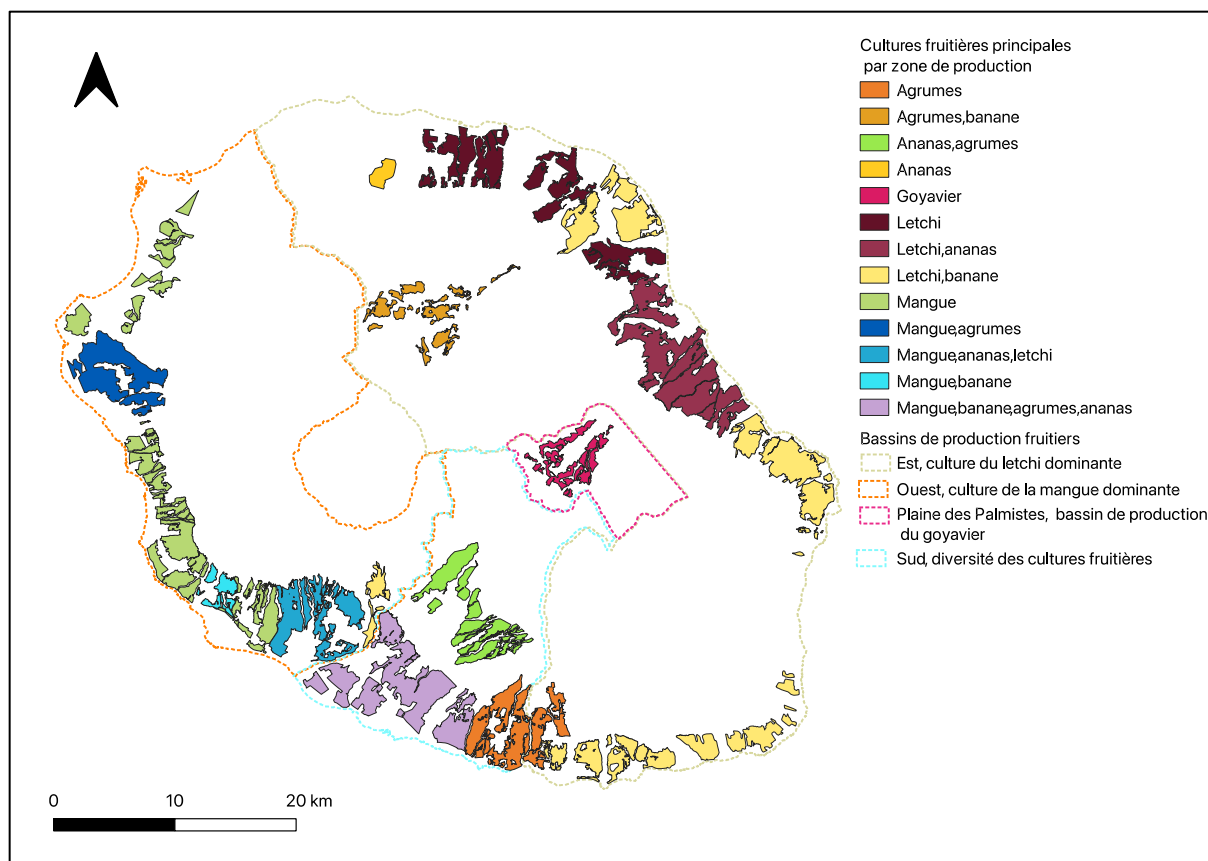 Cultures fruitières principales
par zone de production
Agrumes
Agrumes,banane
Ananas,agrumes
Ananas
Goyavier
Letchi
Letchi,ananas
Letchi,banane
Mangue
Mangue,agrumes
Mangue,ananas,letchi
Mangue,banane
Mangue,banane,agrumes,ananas
Bassins de production fruitiers
Est, culture du letchi dominante
Ouest, culture de la mangue dominante
Plaine des Palmistes, bassin de production
du goyavier
Sud, diversité des cultures fruitières
0 10 20 km